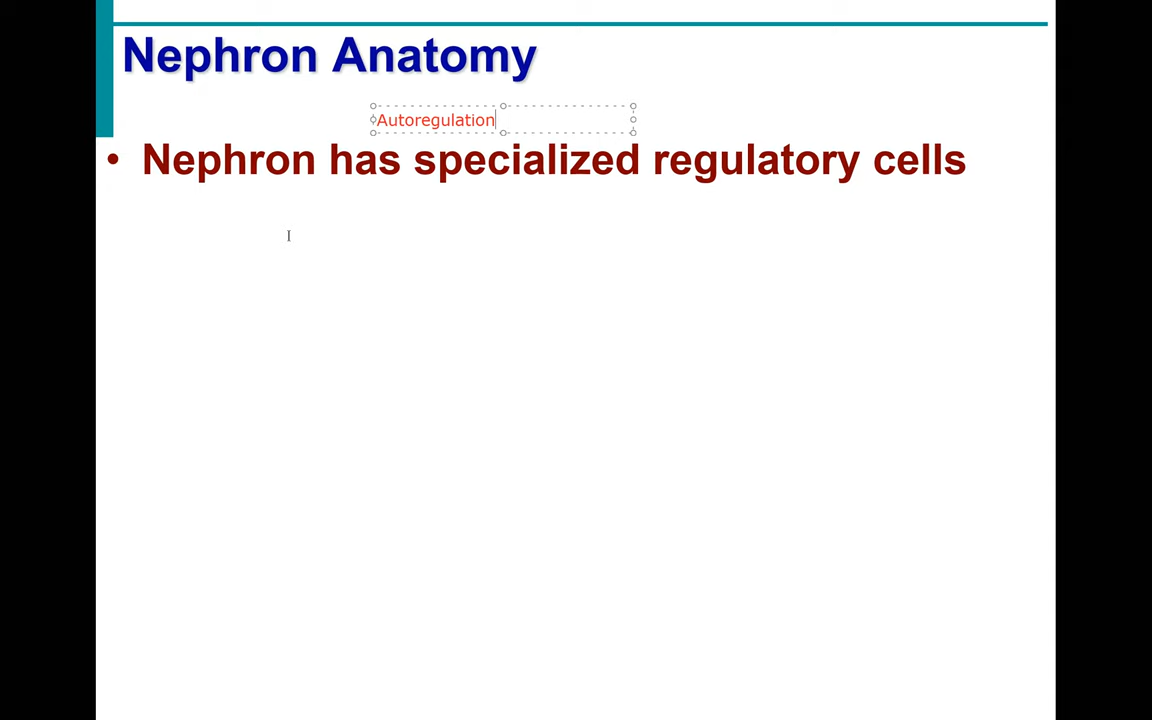 Nephron Anatomy
Autoregulation
• Nephron has specialized regulatory cells